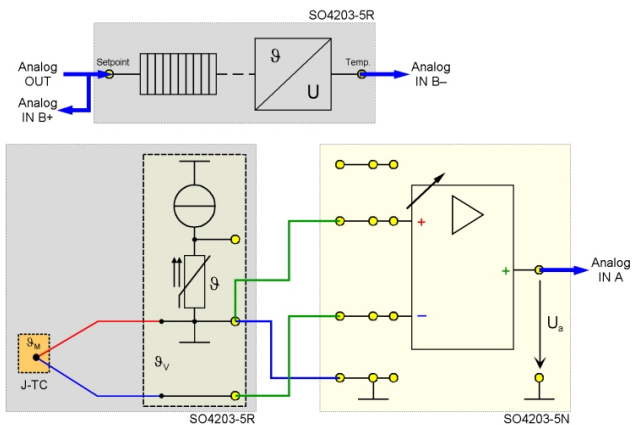 SO4203-5R
Analog
OUT
Setpoint
ϑ
U
Temp.
Analog
IN B–
Analog
IN B+
+
ϑ
–
+
Analog
IN A
Ua
ϑM
J-TC
ϑV
SO4203-5R
SO4203-5N